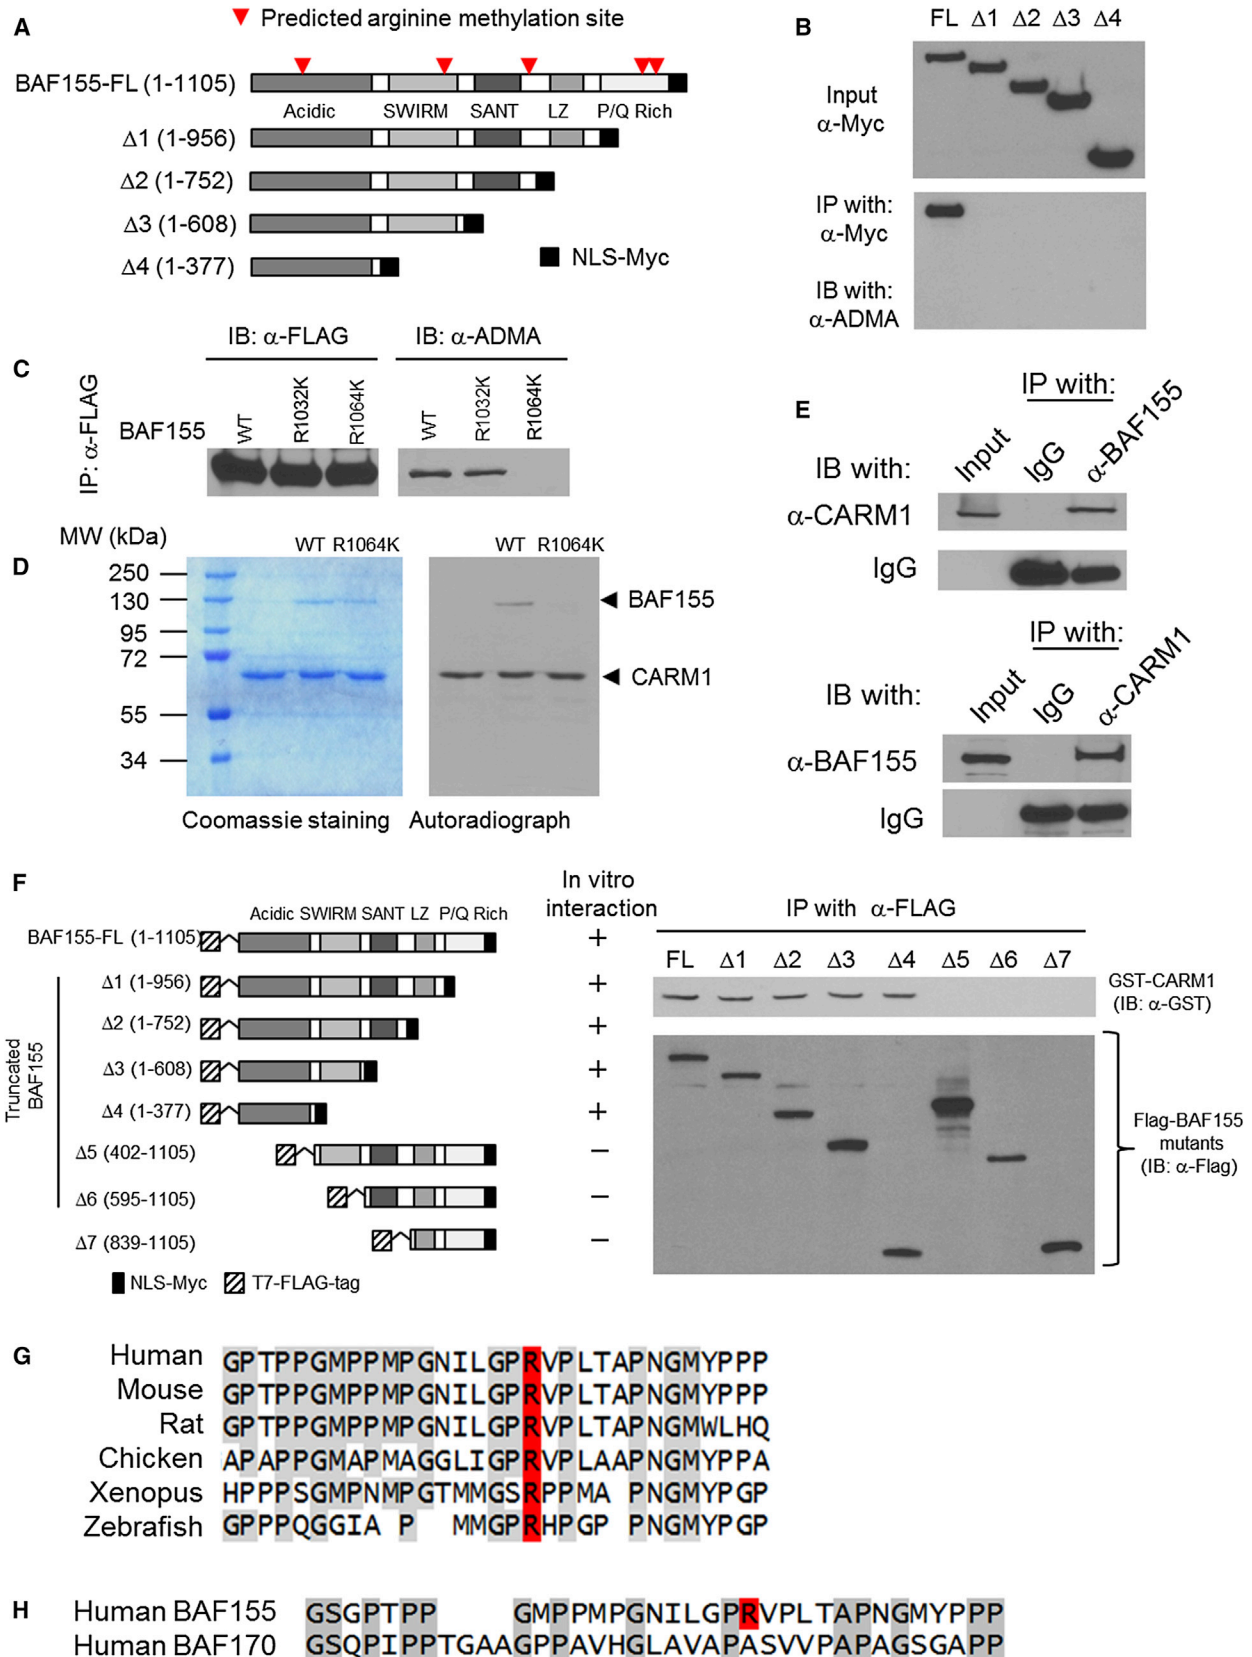 A
Predicted arginine methylation site
BAF155-FL (1-1105)
Acidic SWIRM SANT LZ P/Q Rich
Δ1 (1-956)
Δ2 (1-752)
Δ3 (1-608)
Δ4 (1-377)
NLS-Myc
B
FL Δ1 Δ2 Δ3 Δ4
Input
α-Myc
IP with:
α-Myc
IB with:
α-ADMA
C
IB: α-FLAG IB: α-ADMA
IP: α-FLAG
BAF155 WT R1032K R1064K WT R1032K R1064K
D
MW (kDa)
WT R1064K WT R1064K
250
130
95
72
55
34
BAF155
CARM1
Coomassie staining Autoradiograph
E
IP with:
IB with: Input IgG α-BAF155
α-CARM1
IgG
IP with:
IB with: Input IgG α-CARM1
α-BAF155
IgG
F
In vitro
interaction
Acidic SWIRM SANT LZ P/Q Rich
BAF155-FL (1-1105) +
Truncated
BAF155
Δ1 (1-956) +
Δ2 (1-752) +
Δ3 (1-608) +
Δ4 (1-377) +
Δ5 (402-1105) −
Δ6 (595-1105) −
Δ7 (839-1105) −
NLS-Myc T7-FLAG-tag
IP with α-FLAG
FL Δ1 Δ2 Δ3 Δ4 Δ5 Δ6 Δ7
GST-CARM1
(IB: α-GST)
Flag-BAF155
mutants
(IB: α-Flag)
G
Human GPTPPGMPPMPGNILGPRVPLTAPNGMYPPP
Mouse GPTPPGMPPMPGNILGPRVPLTAPNGMYPPP
Rat GPTPPGMPPMPGNILGPRVPLTAPNGMWLHQ
Chicken APAPPGMAPMAGGLIGPRVPLAAPNGMYPPA
Xenopus HPPPSGMPNMPGTMMGSRPPMA PNGMYPGP
Zebrafish GPPPQGGIA P MMGPRHPGP PNGMYPGP
H
Human BAF155 GSGPTPP GMPPMPGNILGPRVPLTAPNGMYPPP
Human BAF170 GSQPIPPTGAAGPPAVHGLAVAPASVVPAPAGSGAPP